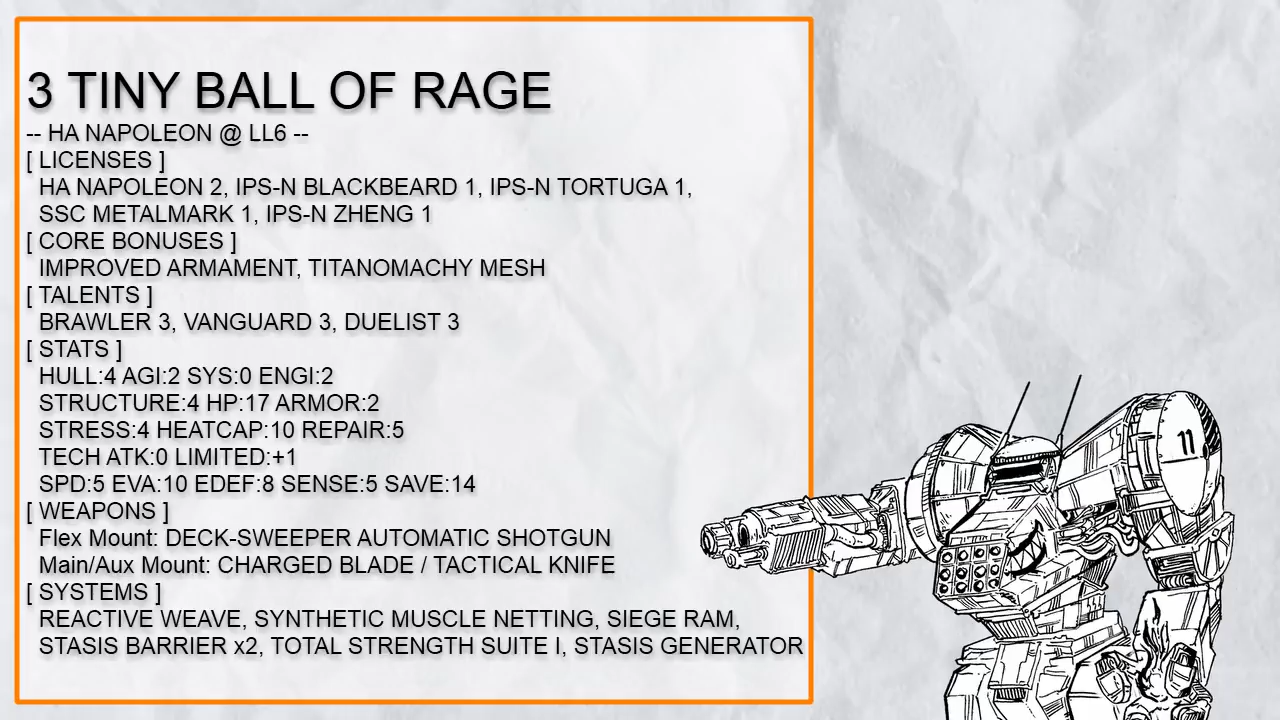 3 TINY BALL OF RAGE
-- HA NAPOLEON @ LL6 --
[ LICENSES ]
HA NAPOLEON 2, IPS-N BLACKBEARD 1, IPS-N TORTUGA 1,
SSC METALMARK 1, IPS-N ZHENG 1
[ CORE BONUSES ]
IMPROVED ARMAMENT, TITANOMACHY MESH
[ TALENTS ]
BRAWLER 3, VANGUARD 3, DUELIST 3
[ STATS ]
HULL:4 AGI:2 SYS:0 ENGI:2
STRUCTURE:4 HP:17 ARMOR:2
STRESS:4 HEATCAP:10 REPAIR:5
TECH ATK:0 LIMITED:+1
SPD:5 EVA:10 EDEF:8 SENSE:5 SAVE:14
[ WEAPONS ]
Flex Mount: DECK-SWEEPER AUTOMATIC SHOTGUN
Main/Aux Mount: CHARGED BLADE / TACTICAL KNIFE
[ SYSTEMS ]
REACTIVE WEAVE, SYNTHETIC MUSCLE NETTING, SIEGE RAM,
STASIS BARRIER x2, TOTAL STRENGTH SUITE I, STASIS GENERATOR
11